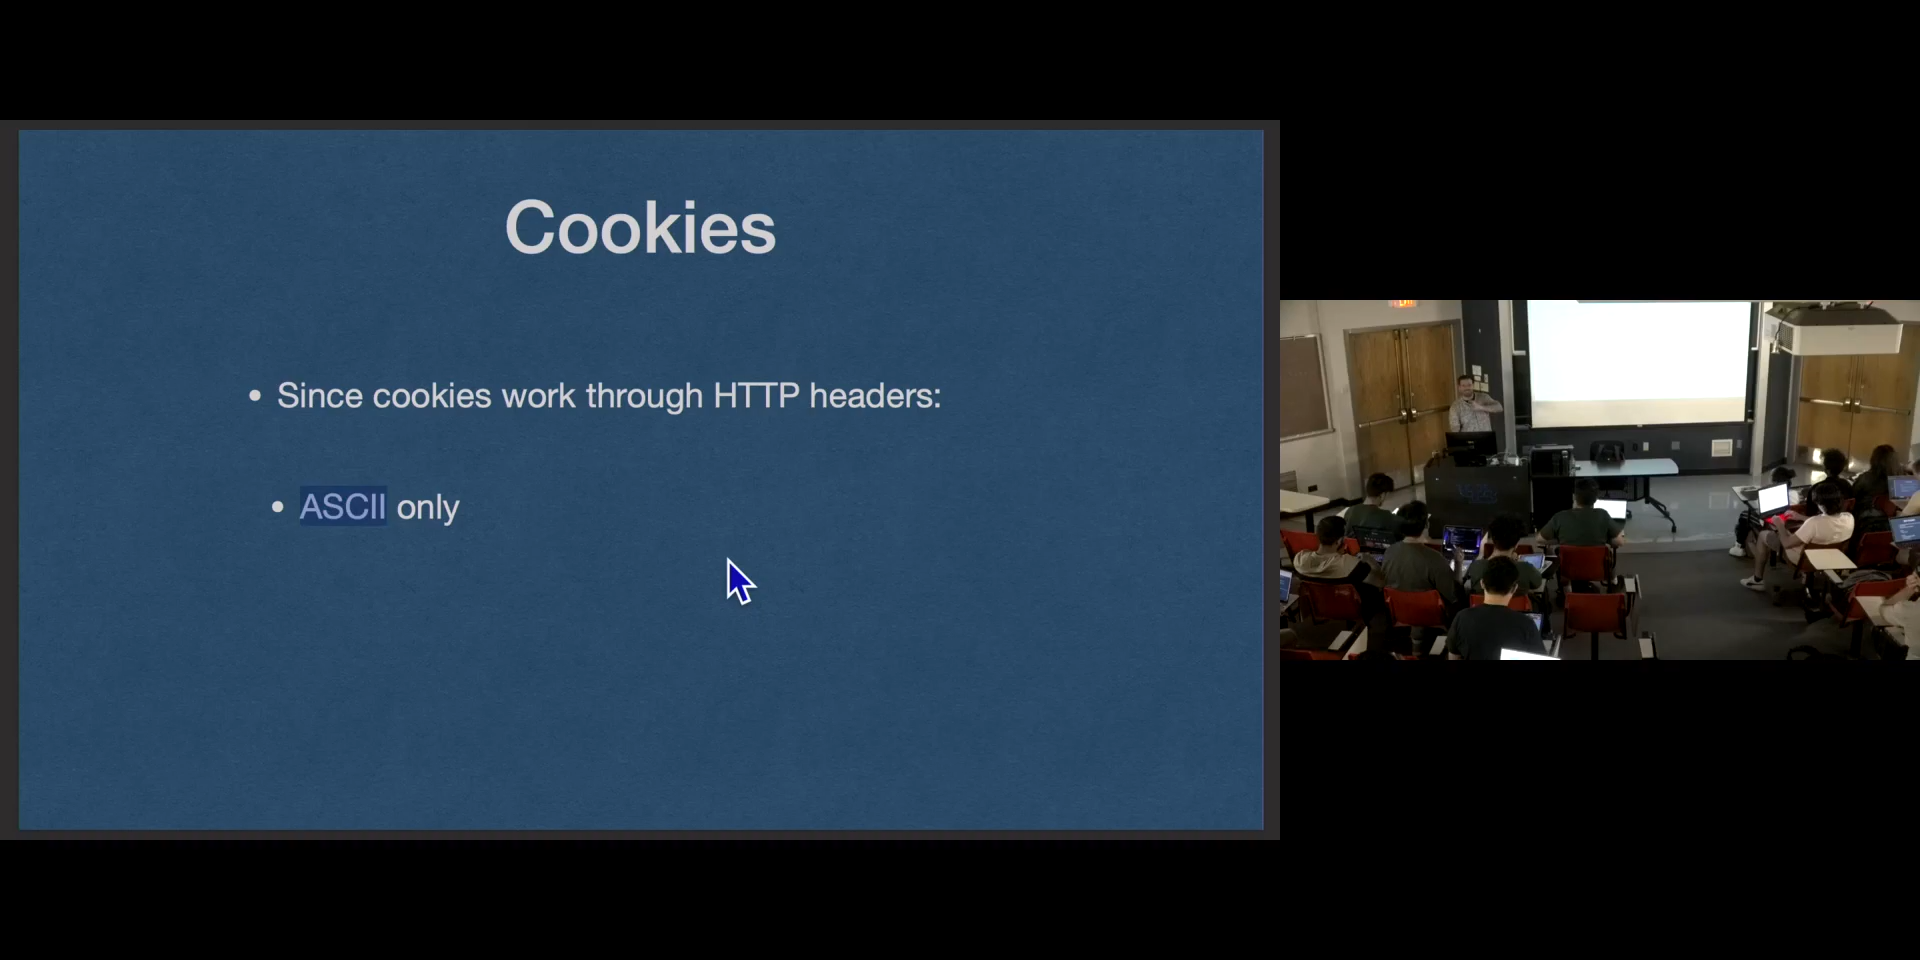 Cookies
• Since cookies work through HTTP headers:
• ASCII only